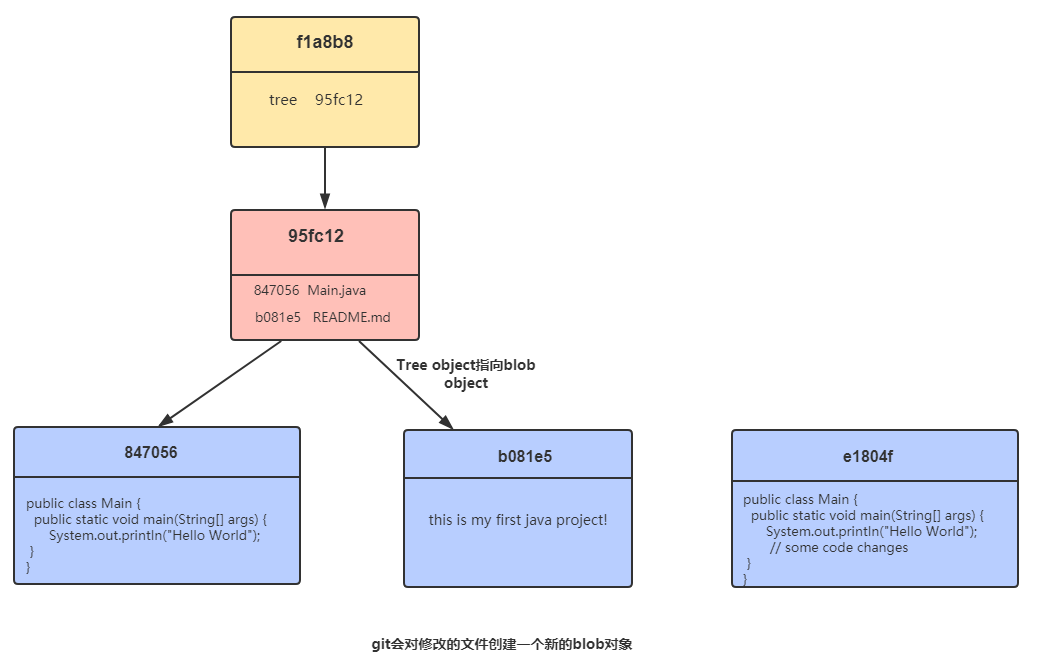 f1a8b8
tree 95fc12
95fc12
847056 Main.java
b081e5 README.md
Tree object指向blob
object
847056
public class Main {
public static void main(String[] args) {
System.out.println("Hello World");
}
}
b081e5
this is my first java project!
e1804f
public class Main {
public static void main(String[] args) {
System.out.println("Hello World");
// some code changes
}
}
git会对修改的文件创建一个新的blob对象